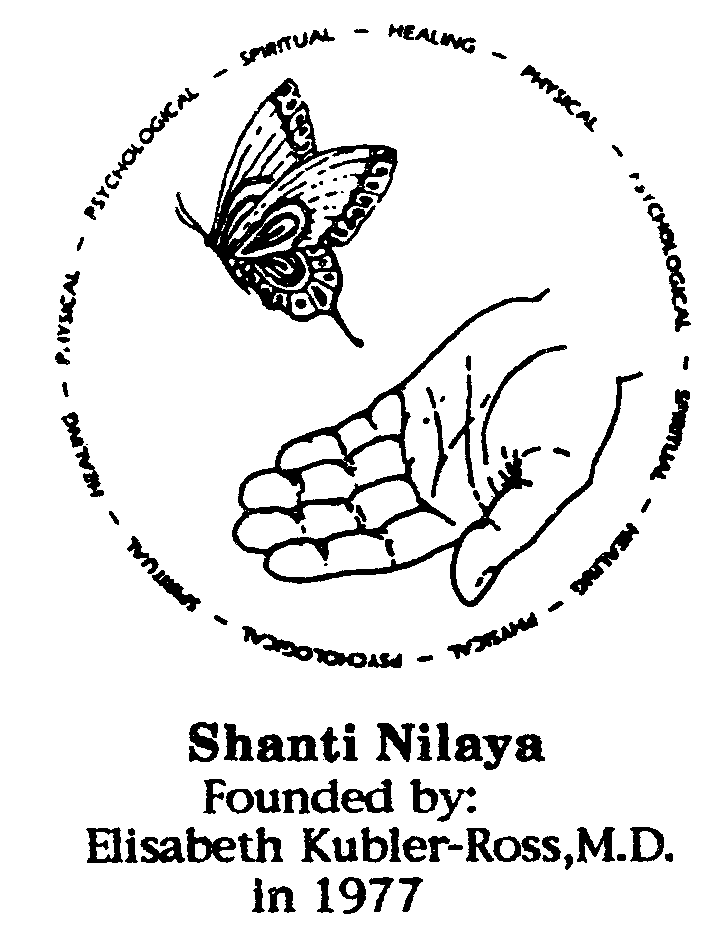 SPIRITUAL – HEALING – PHYSICAL – PSYCHOLOGICAL – SPIRITUAL – HEALING – PHYSICAL – PSYCHOLOGICAL – SPIRITUAL – HEALING – PHYSICAL – PSYCHOLOGICAL –
Shanti Nilaya
Founded by:
Elisabeth Kubler-Ross,M.D.
in 1977